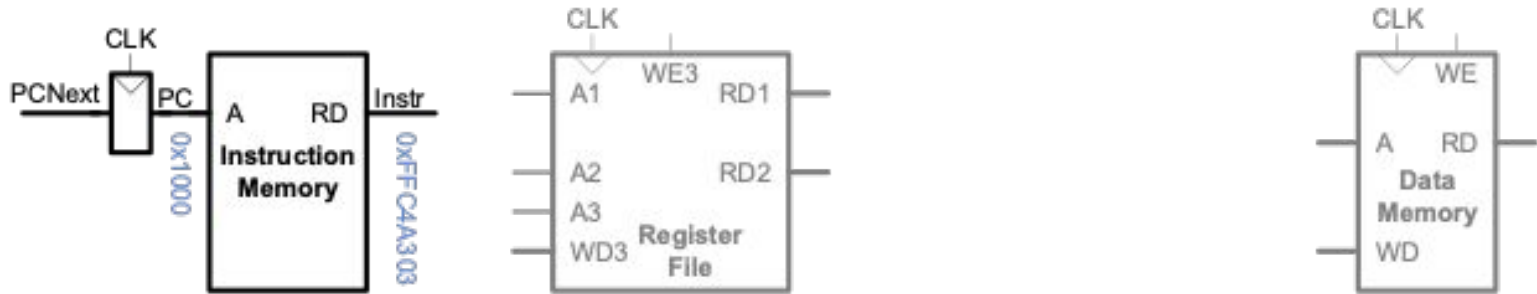 CLK
PCNext
PC
A
RD
Instr
Instruction
Memory
0x1000
0xFFC4A303
CLK
WE3
A1
RD1
A2
RD2
A3
WD3
Register
File
CLK
WE
A
RD
Data
Memory
WD